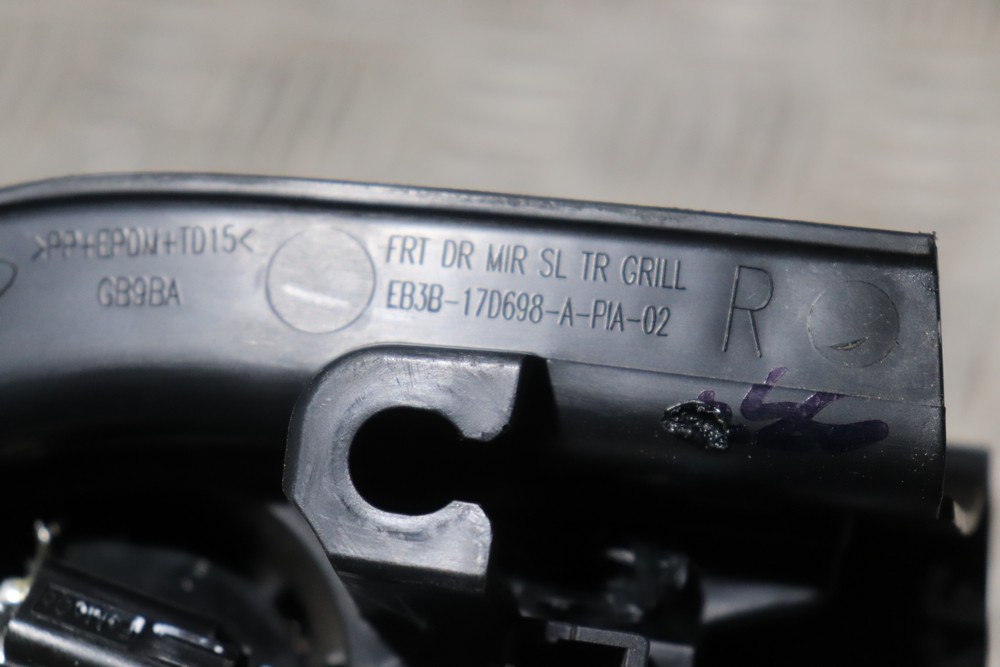 >PP+EPDM+TD15<
GB9BA
FRT DR MIR SL TR GRILL
EB3B-17D698-A-PIA-02
R